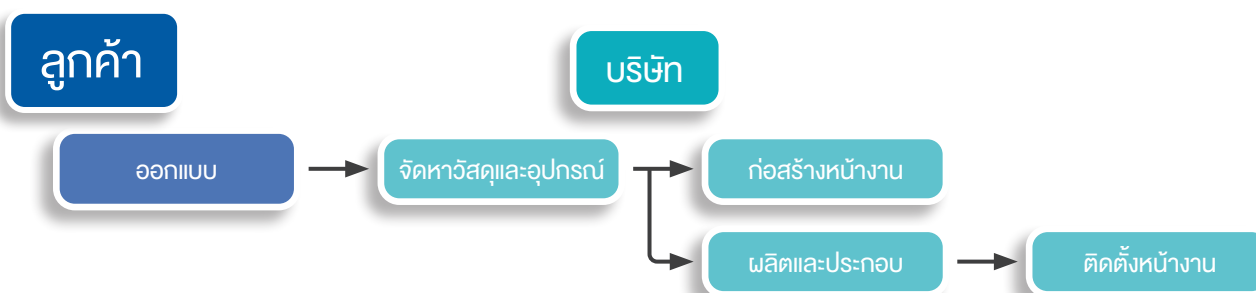 ลูกค้า
บริษัท
ออกแบบ
จัดหาวัสดุและอุปกรณ์
ก่อสร้างหน้างาน
ผลิตและประกอบ
ติดตั้งหน้างาน